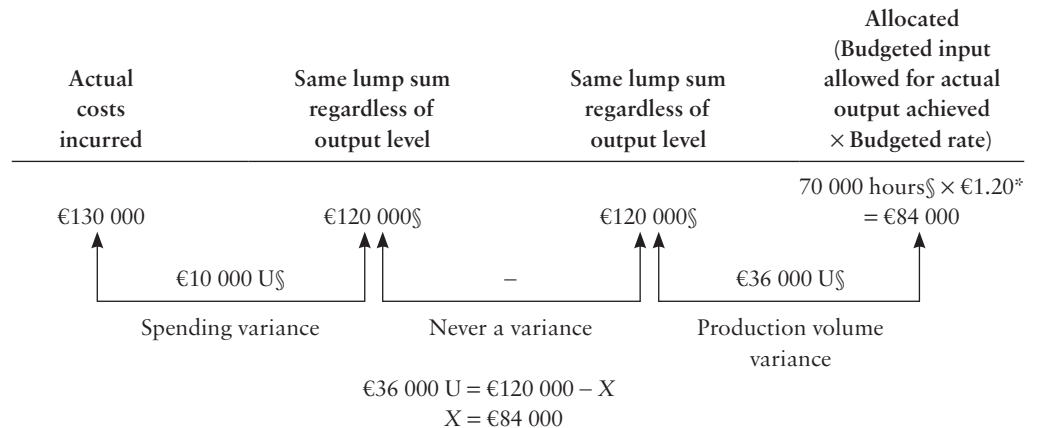 Allocated
(Budgeted input
Actual Same lump sum Same lump sum allowed for actual
costs regardless of regardless of output achieved
incurred output level output level × Budgeted rate)
70 000 hours§ × €1.20*
€130 000 €120 000§ €120 000§ = €84 000
€10 000 U§ – €36 000 U§
Spending variance Never a variance Production volume
variance
€36 000 U = €120 000 – X
X = €84 000